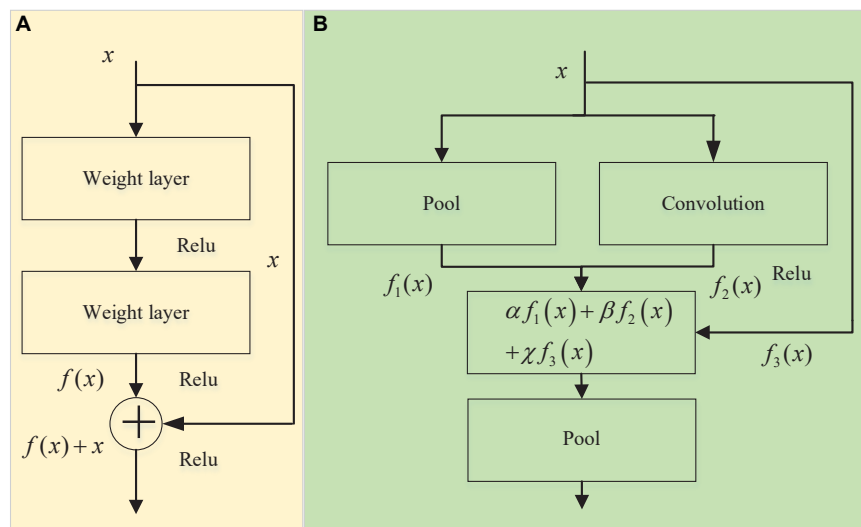 A
x
Weight layer
Relu
x
Weight layer
f(x)
Relu
+
f(x)+x
Relu
B
x
Pool
Convolution
f₁(x)
f₂(x)
Relu
αf₁(x)+βf₂(x)
+χf₃(x)
f₃(x)
Pool